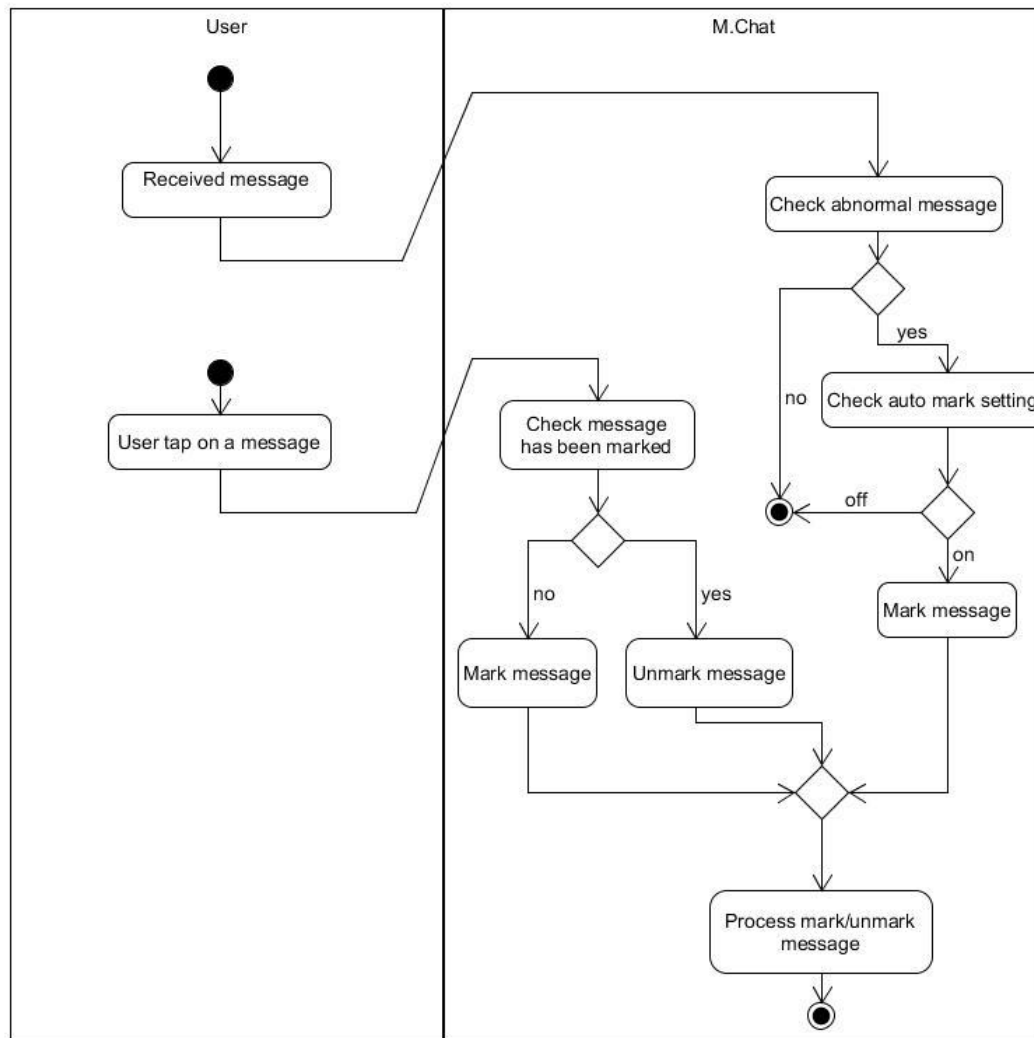 User
M.Chat
Received message
Check abnormal message
yes
no
Check auto mark setting
User tap on a message
Check message
has been marked
off
on
no
yes
Mark message
Mark message
Unmark message
Process mark/unmark
message